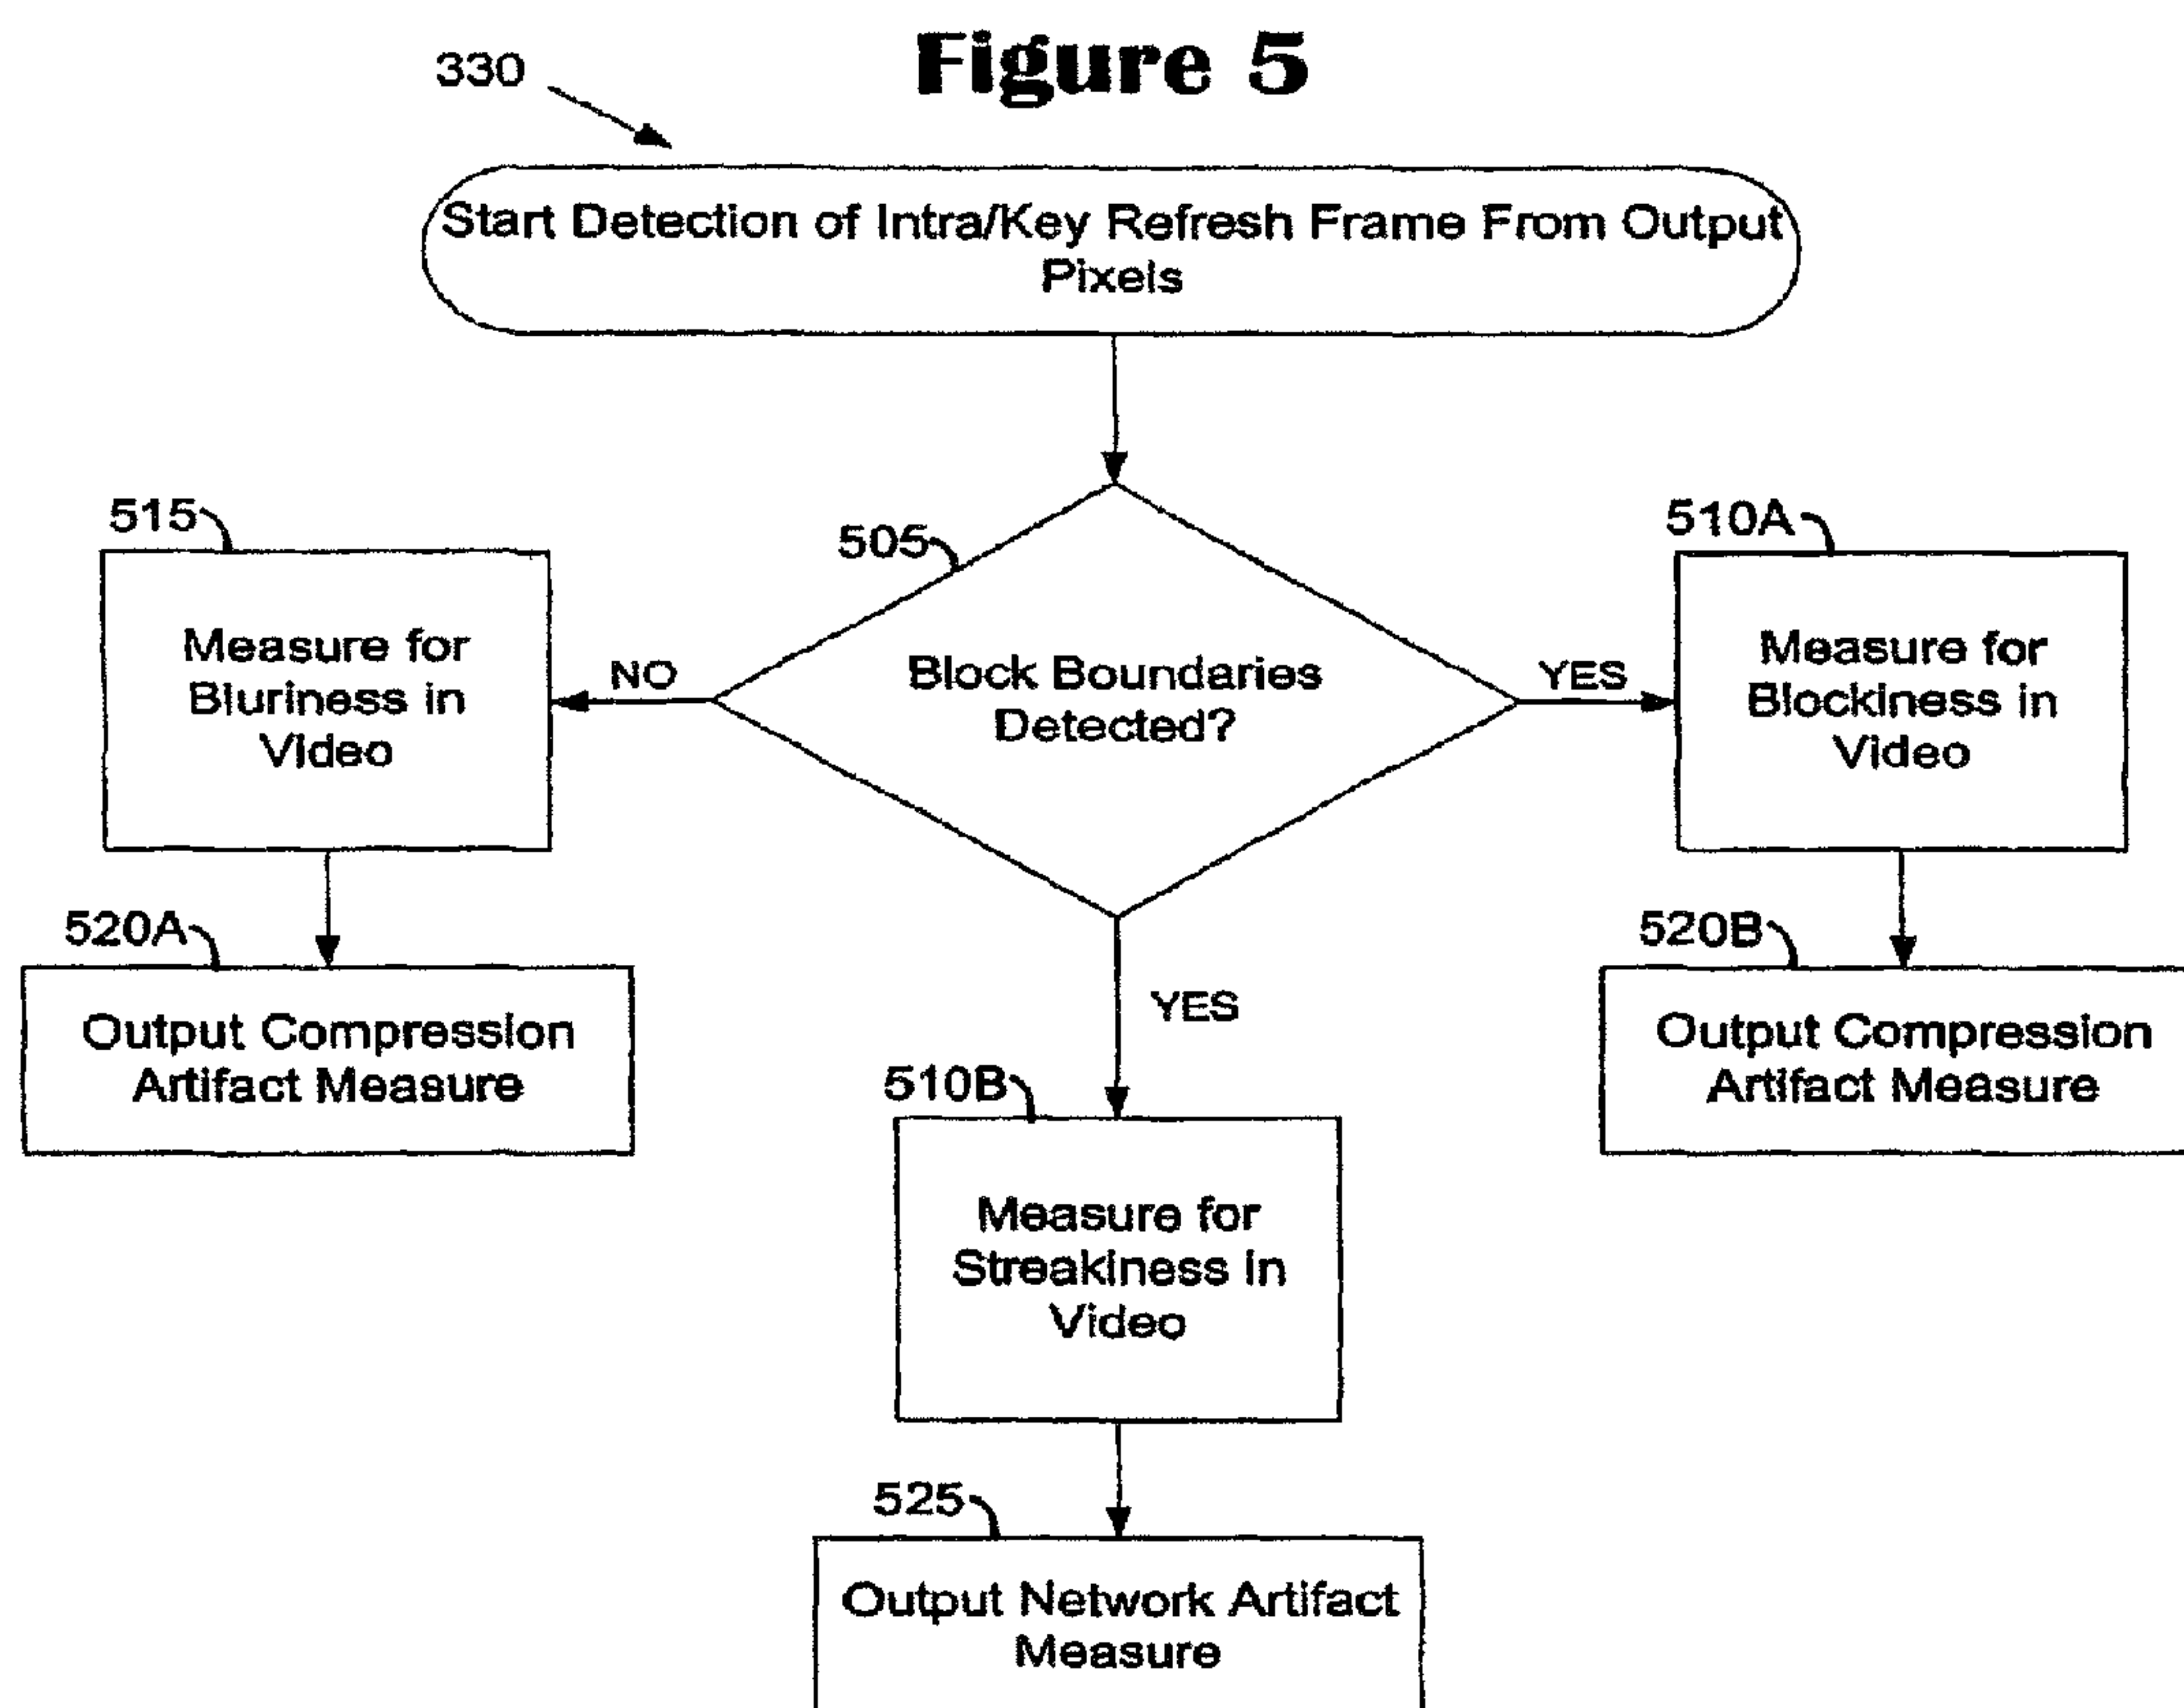 Figure 5
330
Start Detection of Intra/Key Refresh Frame From Output
Pixels
515
505
510A
Measure for
Bluriness in
Video
NO
Block Boundaries
Detected?
YES
Measure for
Blockiness in
Video
520A
520B
Output Compression
Artifact Measure
YES
Output Compression
Artifact Measure
510B
Measure for
Streakiness in
Video
525
Output Network Artifact
Measure